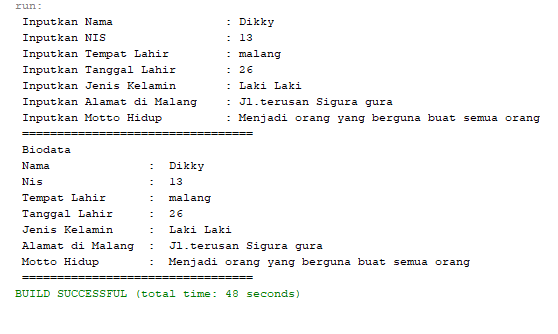 run:
Inputkan Nama : Dikky
Inputkan NIS : 13
Inputkan Tempat Lahir : malang
Inputkan Tanggal Lahir : 26
Inputkan Jenis Kelamin : Laki Laki
Inputkan Alamat di Malang : Jl.terusan Sigura gura
Inputkan Motto Hidup : Menjadi orang yang berguna buat semua orang
=================================
Biodata
Nama : Dikky
Nis : 13
Tempat Lahir : malang
Tanggal Lahir : 26
Jenis Kelamin : Laki Laki
Alamat di Malang : Jl.terusan Sigura gura
Motto Hidup : Menjadi orang yang berguna buat semua orang
=================================
BUILD SUCCESSFUL (total time: 48 seconds)